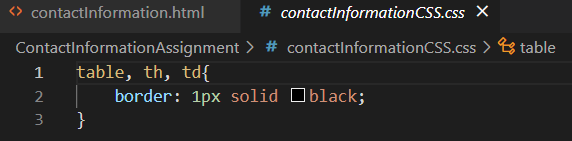 contactInformation.html # contactInformationCSS.css ×
ContactInformationAssignment > # contactInformationCSS.css > table
1 table, th, td{
2 border: 1px solid black;
3 }